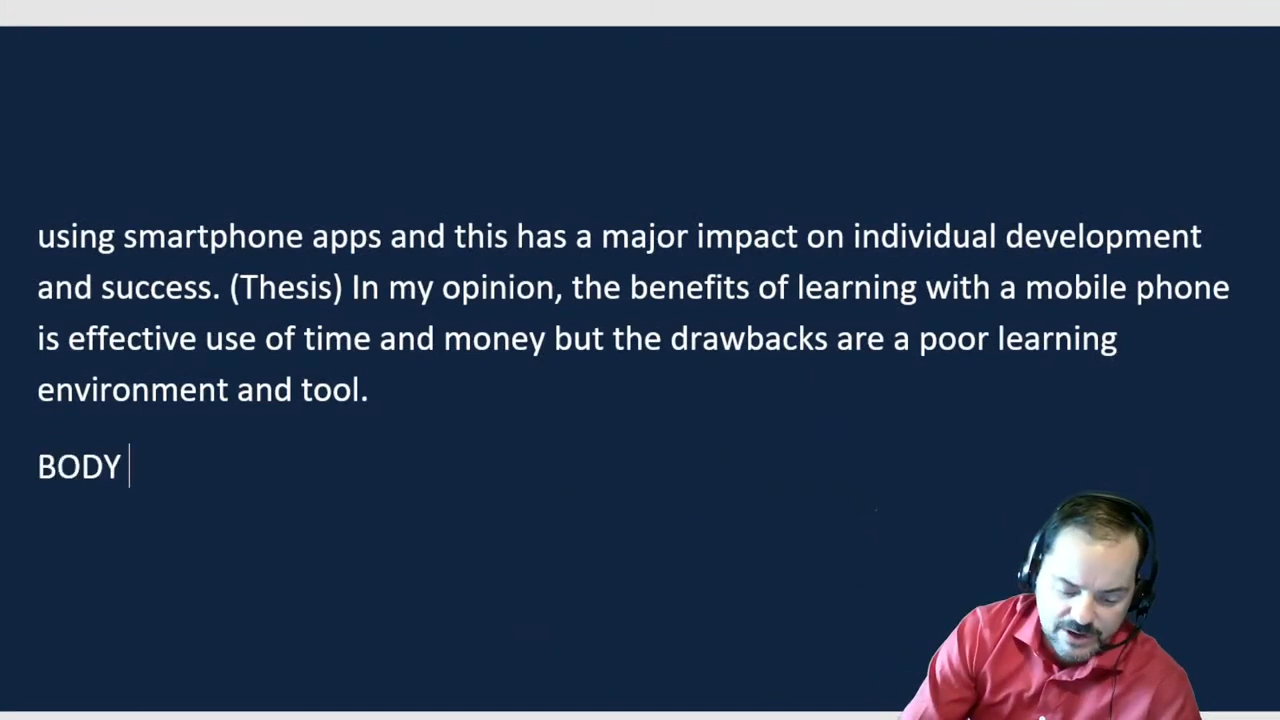 using smartphone apps and this has a major impact on individual development
and success. (Thesis) In my opinion, the benefits of learning with a mobile phone
is effective use of time and money but the drawbacks are a poor learning
environment and tool.
BODY